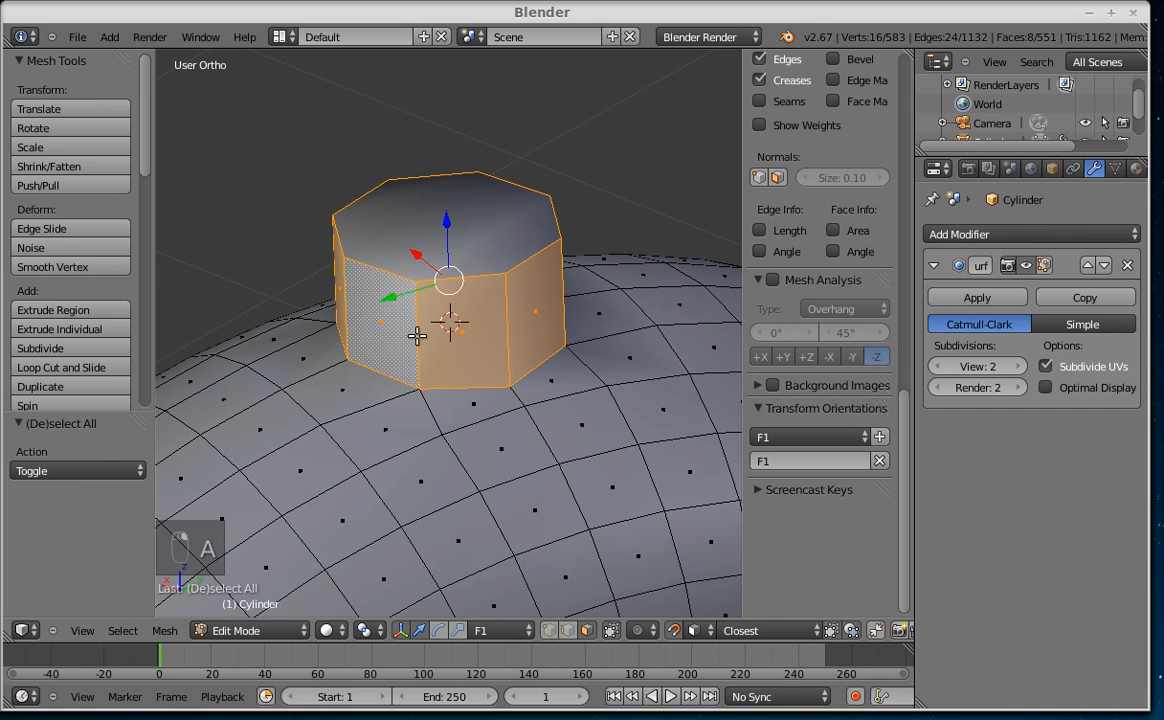 Blender
File Add Render Window Help Default Scene Blender Render v2.67 | Verts:16/583 | Edges:24/1132 | Faces:8/551 | Tris:1162 | Mem:
Mesh Tools
Transform:
Translate
Rotate
Scale
Shrink/Fatten
Push/Pull
Deform:
Edge Slide
Noise
Smooth Vertex
Add:
Extrude Region
Extrude Individual
Subdivide
Loop Cut and Slide
Duplicate
Spin
(De)select All
Action
Toggle
User Ortho
A
x y z
Last: (De)select All
(1) Cylinder
Edges Bevel
Creases Edge Ma
Seams Face Ma
Show Weights
Normals:
Size: 0.10
Edge Info: Face Info:
Length Area
Angle Angle
Mesh Analysis
Type: Overhang
0° 45°
+X +Y +Z -X -Y -Z
Background Images
Transform Orientations
F1
F1
Screencast Keys
View Search All Scenes
RenderLayers
World
Camera
Cylinder
Add Modifier
urf
Apply Copy
Catmull-Clark Simple
Subdivisions: Options:
View: 2 Subdivide UVs
Render: 2 Optimal Display
View Select Mesh Edit Mode F1 Closest
-40 -20 0 20 40 60 80 100 120 140 160 180 200 220 240 260
View Marker Frame Playback Start: 1 End: 250 1 No Sync